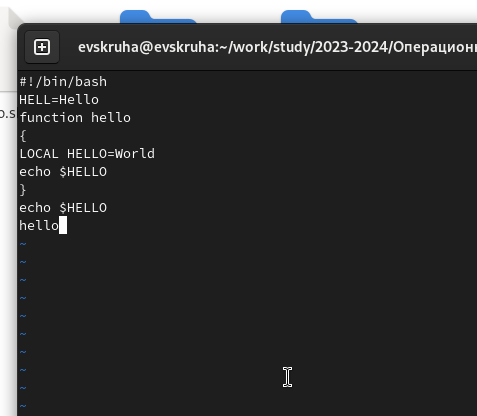 evskruha@evskruha:~/work/study/2023-2024/Операцион
#!/bin/bash
HELL=Hello
function hello
{
LOCAL HELLO=World
echo $HELLO
}
echo $HELLO
hello
~
~
~
~
~
~
~
~
~
~